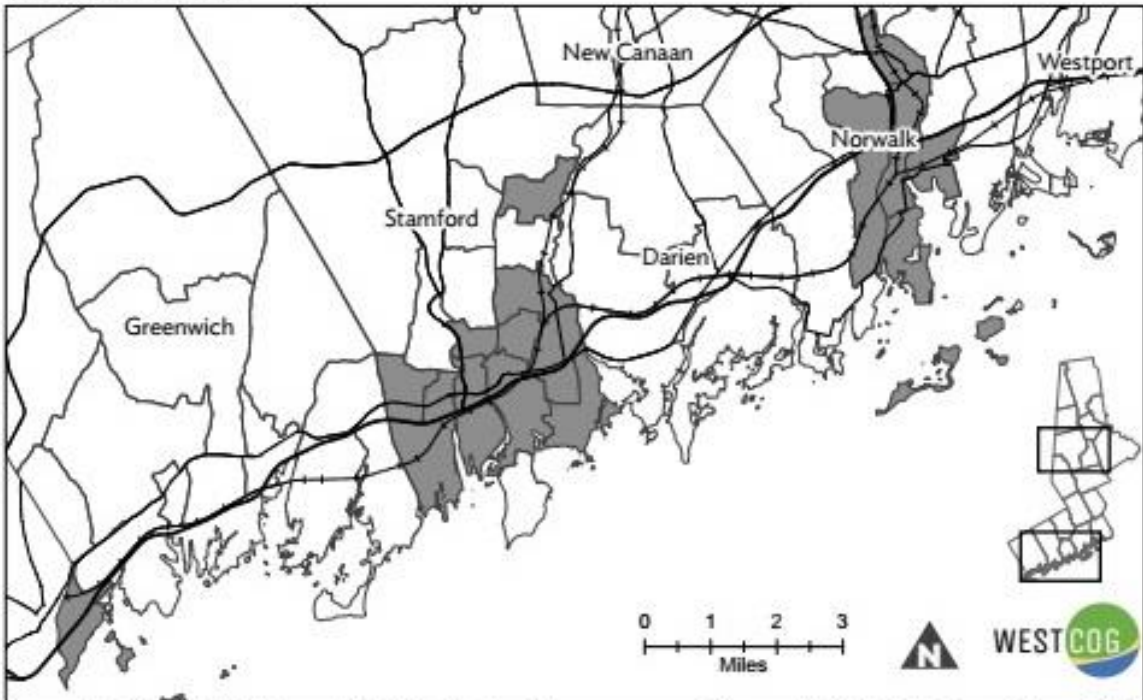 New Canaan
Westport
Norwalk
Stamford
Darien
Greenwich
0 1 2 3
Miles
N
WESTCOG